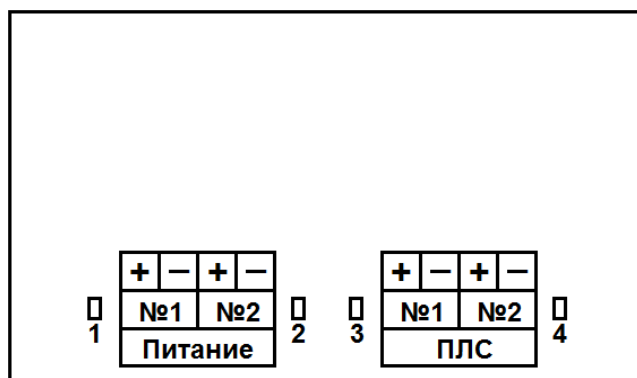 + − + − + − + −
1 №1 №2 2 3 №1 №2 4
Питание ПЛС